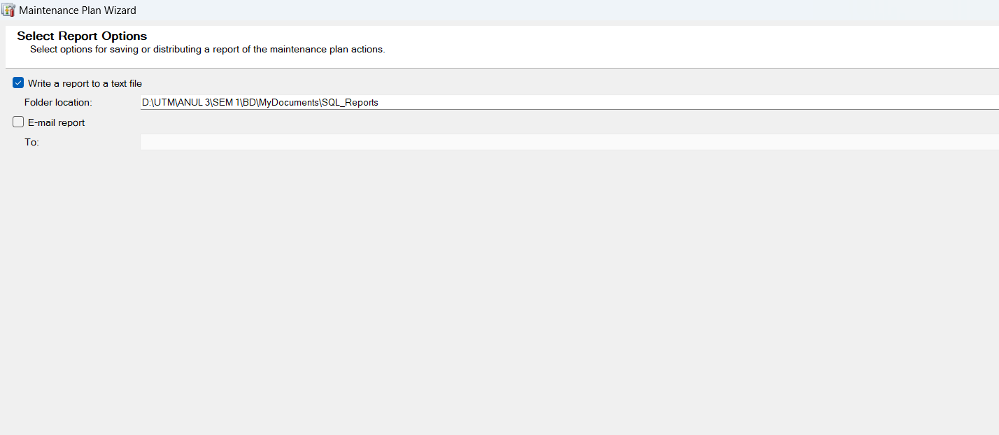 Maintenance Plan Wizard
Select Report Options
Select options for saving or distributing a report of the maintenance plan actions.
Write a report to a text file
Folder location: D:\UTM\ANUL 3\SEM 1\BD\MyDocuments\SQL_Reports
E-mail report
To: